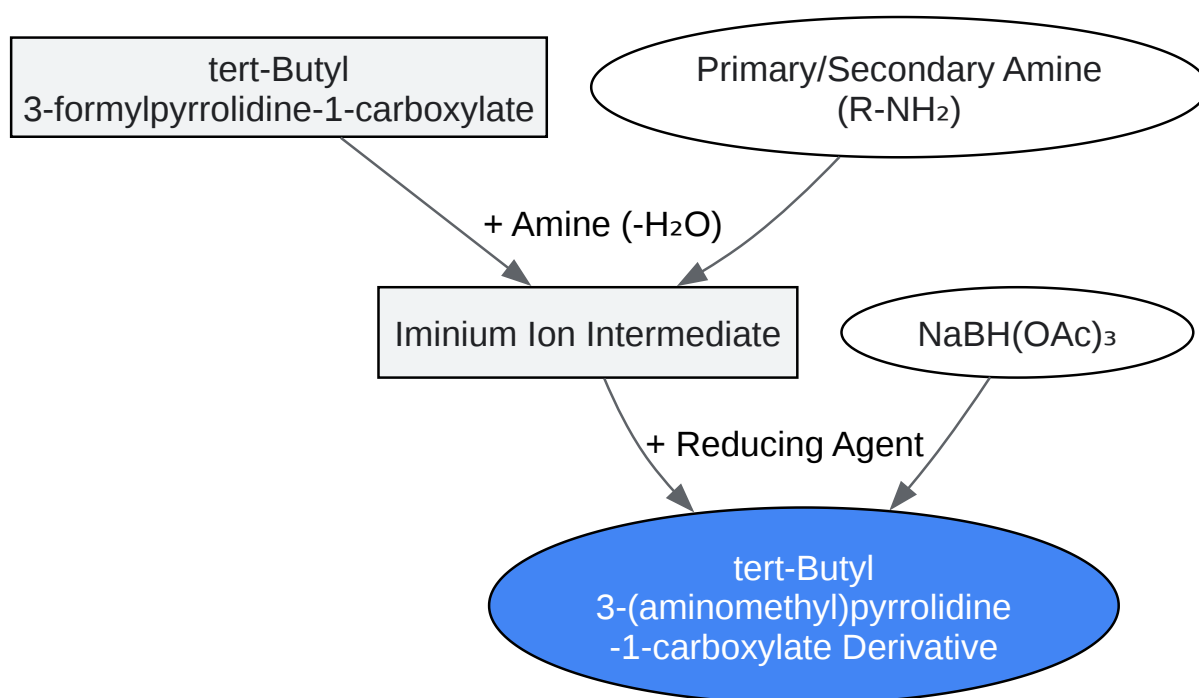 tert-Butyl
3-formylpyrrolidine-1-carboxylate
Primary/Secondary Amine
(R-NH₂)
+ Amine (-H₂O)
Iminium Ion Intermediate
NaBH(OAc)₃
+ Reducing Agent
tert-Butyl
3-(aminomethyl)pyrrolidine
-1-carboxylate Derivative